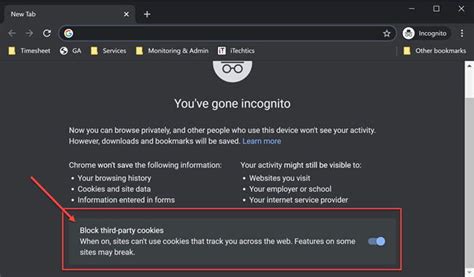 New Tab
Incognito
Timesheet GA Services Monitoring & Admin iTechtics Other bookmarks
You've gone incognito
Now you can browse privately, and other people who use this device won't see your activity.
However, downloads and bookmarks will be saved. Learn more
Chrome won't save the following information:
• Your browsing history
• Cookies and site data
• Information entered in forms
Your activity might still be visible to:
• Websites you visit
• Your employer or school
• Your internet service provider
Block third-party cookies
When on, sites can't use cookies that track you across the web. Features on some
sites may break.